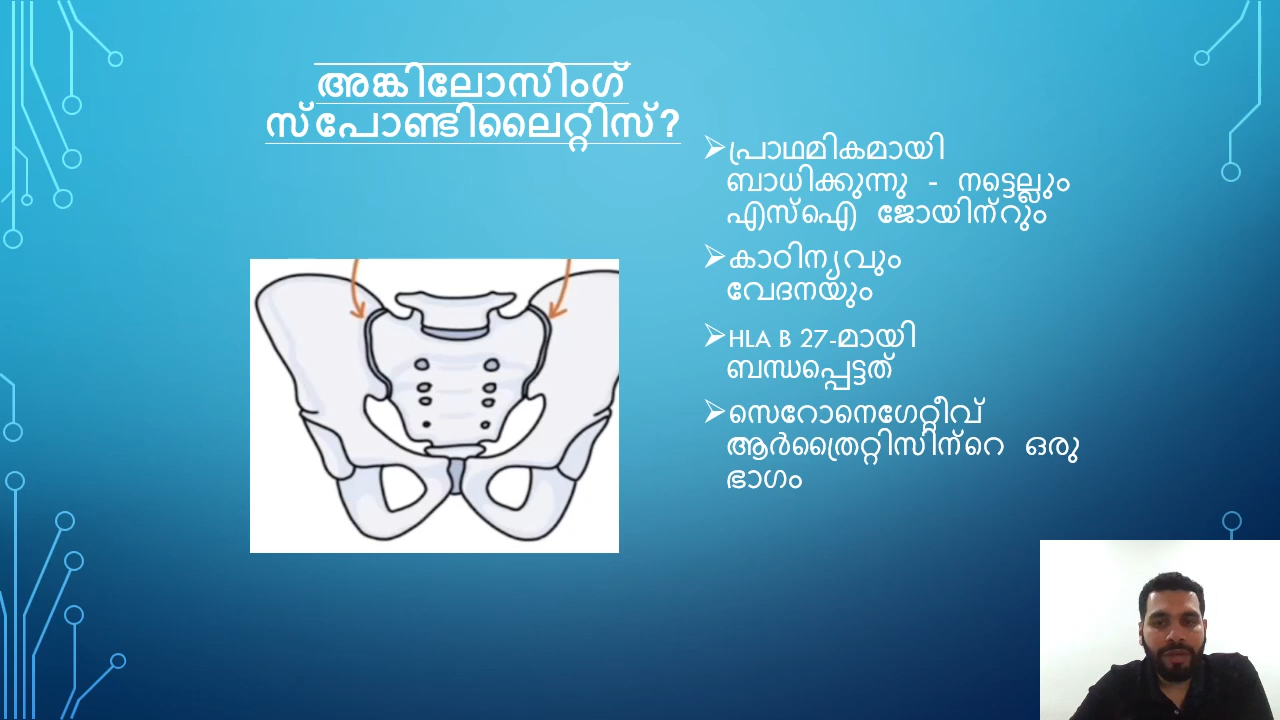 അങ്കിലോസിംഗ്
സ്പോണ്ടിലൈറ്റിസ്?
➢പ്രാഥമികമായി
ബാധിക്കുന്നു - നട്ടെല്ലും
എസ്ഐ ജോയിന്റും
➢കാഠിന്യവും
വേദനയും
➢HLA B 27-മായി
ബന്ധപ്പെട്ടത്
➢സെറോനെഗേറ്റീവ്
ആർത്രൈറ്റിസിന്റെ ഒരു
ഭാഗം